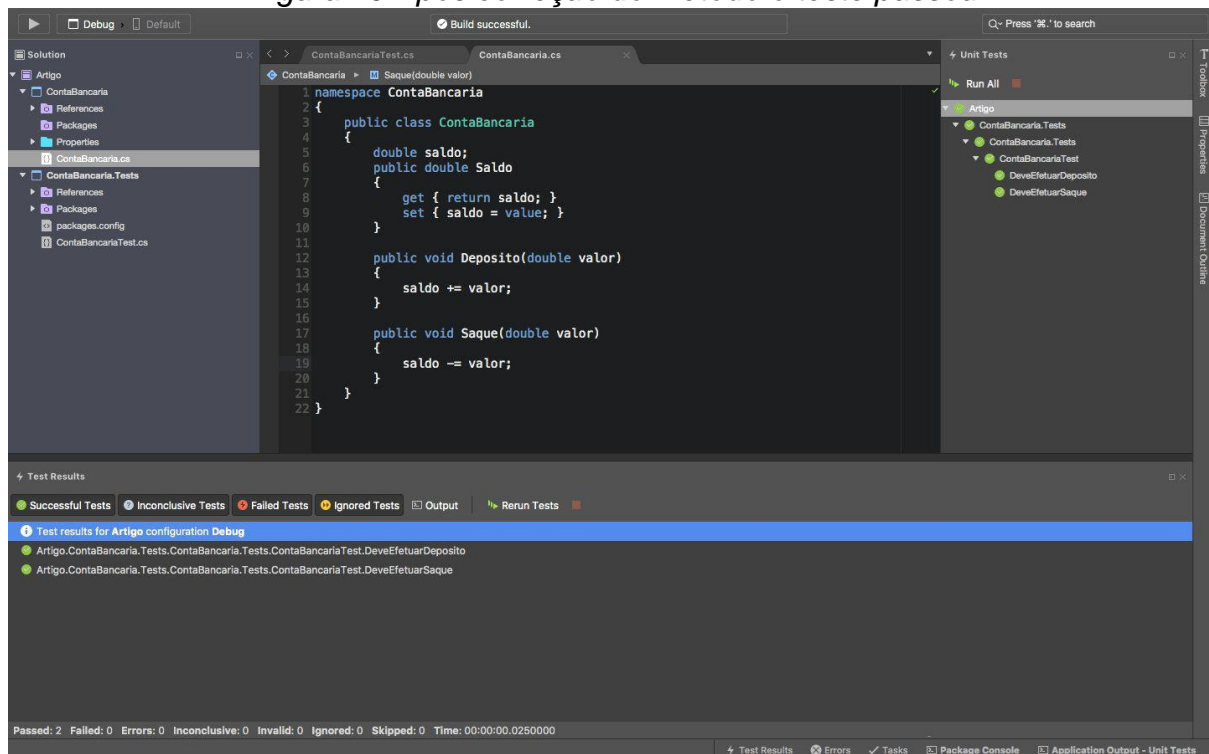 Debug
Default
Build successful.
Press '⌘.' to search
Solution
Artigo
ContaBancaria
References
Packages
Properties
ContaBancaria.cs
ContaBancaria.Tests
References
Packages
packages.config
ContaBancariaTest.cs
ContaBancariaTest.cs
ContaBancaria.cs
ContaBancaria
Saque(double valor)
1 namespace ContaBancaria
2 {
3 public class ContaBancaria
4 {
5 double saldo;
6 public double Saldo
7 {
8 get { return saldo; }
9 set { saldo = value; }
10 }
11
12 public void Deposito(double valor)
13 {
14 saldo += valor;
15 }
16
17 public void Saque(double valor)
18 {
19 saldo -= valor;
20 }
21 }
22 }
Unit Tests
Run All
Artigo
ContaBancaria.Tests
ContaBancaria.Tests
ContaBancariaTest
DeveEfetuarDeposito
DeveEfetuarSaque
Toolbox
Properties
Document Outline
Test Results
Successful Tests
Inconclusive Tests
Failed Tests
Ignored Tests
Output
Rerun Tests
Test results for Artigo configuration Debug
Artigo.ContaBancaria.Tests.ContaBancaria.Tests.ContaBancariaTest.DeveEfetuarDeposito
Artigo.ContaBancaria.Tests.ContaBancaria.Tests.ContaBancariaTest.DeveEfetuarSaque
Passed: 2 Failed: 0 Errors: 0 Inconclusive: 0 Invalid: 0 Ignored: 0 Skipped: 0 Time: 00:00:00.0250000
Test Results
Errors
Tasks
Package Console
Application Output - Unit Tests